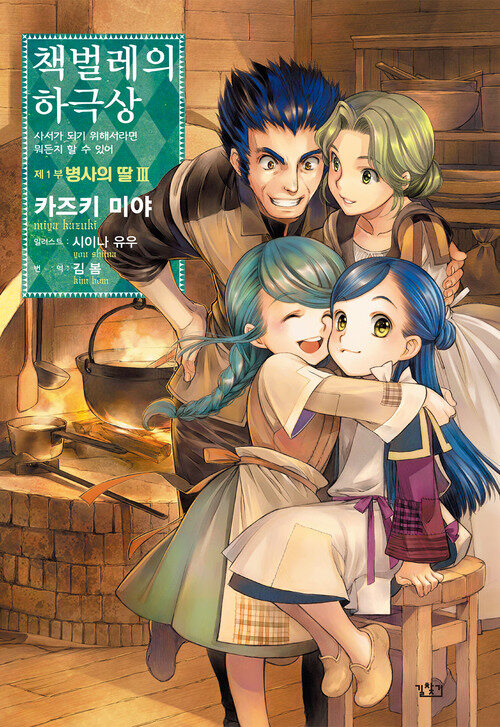 책벌레의
하극상
사서가 되기 위해서라면
뭐든지 할 수 있어
제1부 병사의 딸 III
카즈키 미야
miya kazuki
일러스트 : 시이나 유우
you shiina
번 역 : 김 봄
kim bom
길찾기